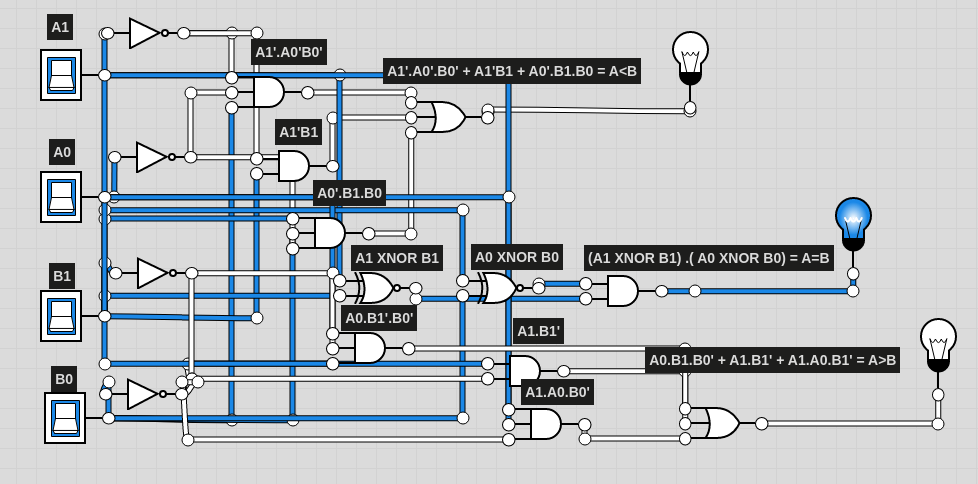 A1
A1'.A0'B0'
A1'.A0'.B0' + A1'B1 + A0'.B1.B0 = A<B
A1'B1
A0
A0'.B1.B0
A1 XNOR B1
A0 XNOR B0
(A1 XNOR B1) .( A0 XNOR B0) = A=B
B1
A0.B1'.B0'
A1.B1'
A0.B1.B0' + A1.B1' + A1.A0.B1' = A>B
B0
A1.A0.B0'